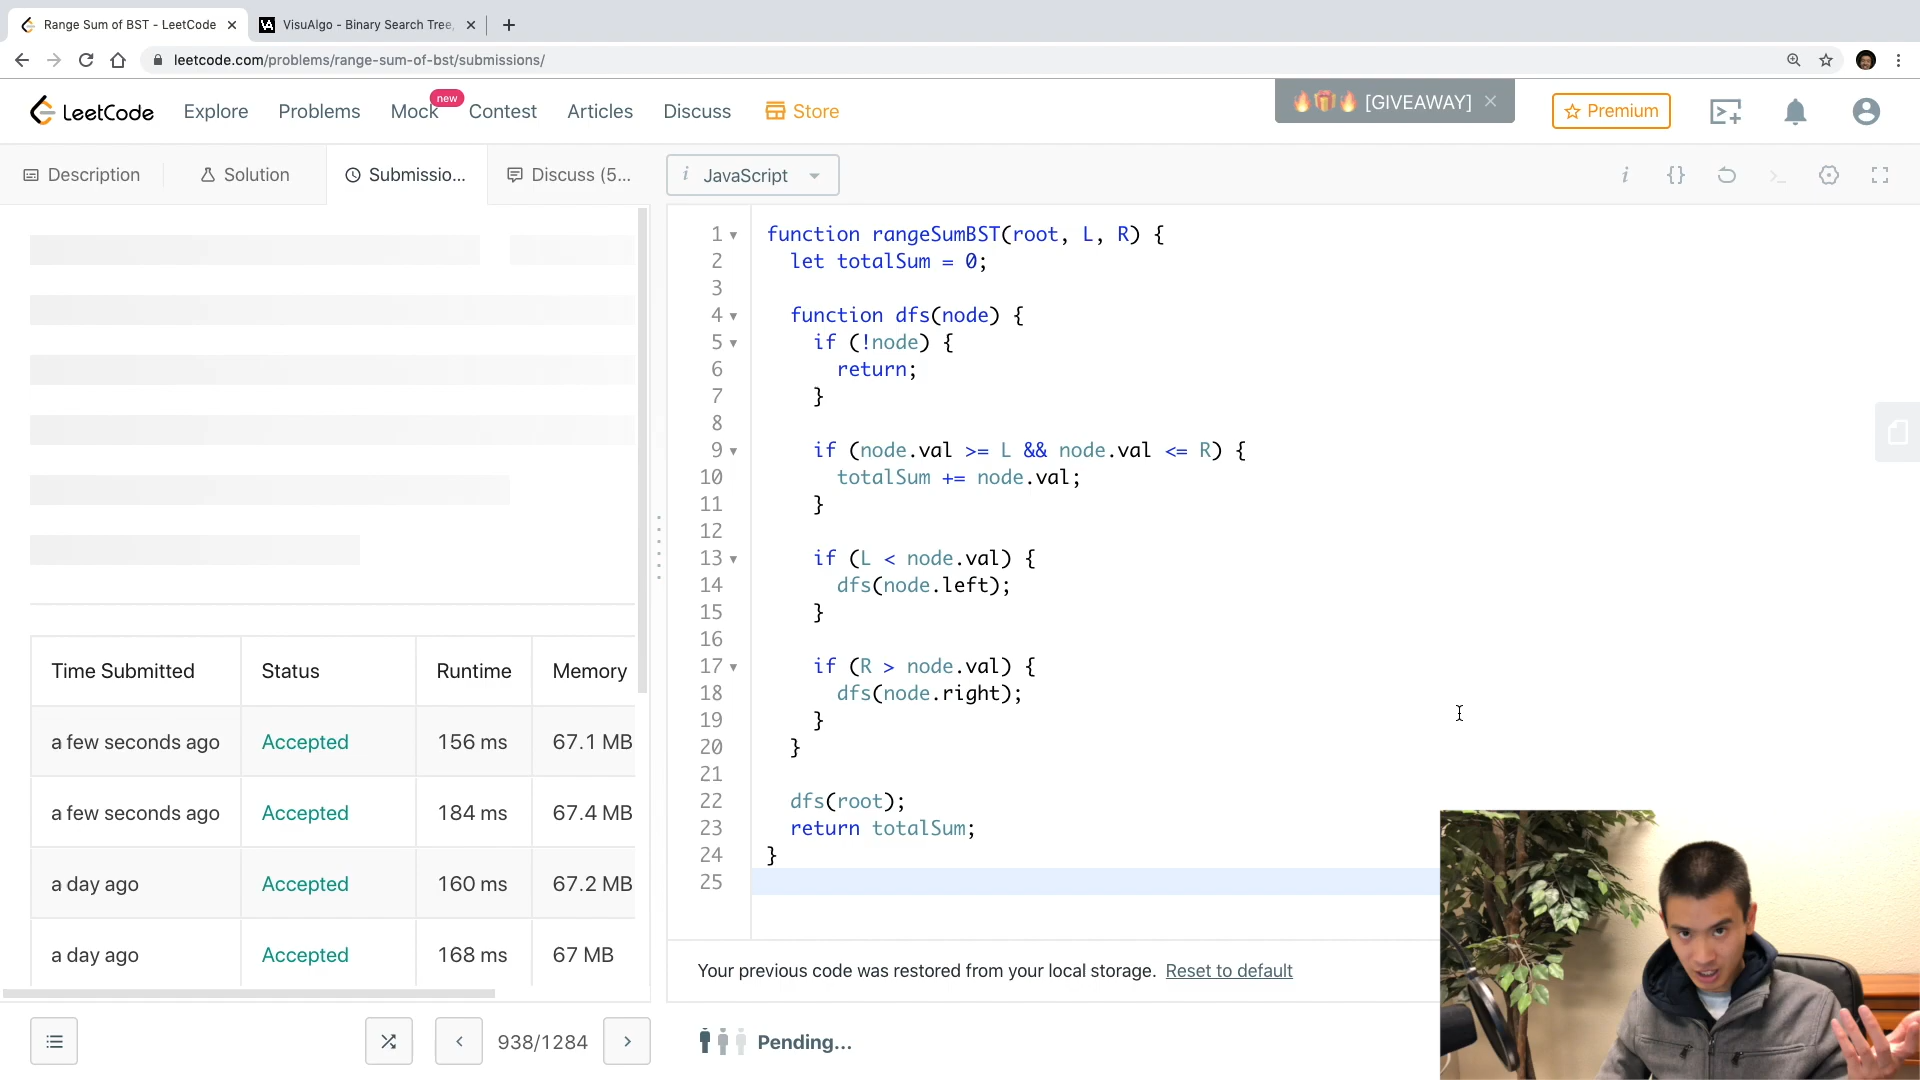 Range Sum of BST - LeetCode
VisuAlgo - Binary Search Tree,
leetcode.com/problems/range-sum-of-bst/submissions/
LeetCode
Explore
Problems
Mock
new
Contest
Articles
Discuss
Store
[GIVEAWAY]
Premium
Description
Solution
Submissio...
Discuss (5...
JavaScript
1 function rangeSumBST(root, L, R) {
2 let totalSum = 0;
3
4 function dfs(node) {
5 if (!node) {
6 return;
7 }
8
9 if (node.val >= L && node.val <= R) {
10 totalSum += node.val;
11 }
12
13 if (L < node.val) {
14 dfs(node.left);
15 }
16
17 if (R > node.val) {
18 dfs(node.right);
19 }
20 }
21
22 dfs(root);
23 return totalSum;
24 }
25
Time Submitted Status Runtime Memory
a few seconds ago Accepted 156 ms 67.1 MB
a few seconds ago Accepted 184 ms 67.4 MB
a day ago Accepted 160 ms 67.2 MB
a day ago Accepted 168 ms 67 MB
Your previous code was restored from your local storage. Reset to default
938/1284
Pending...